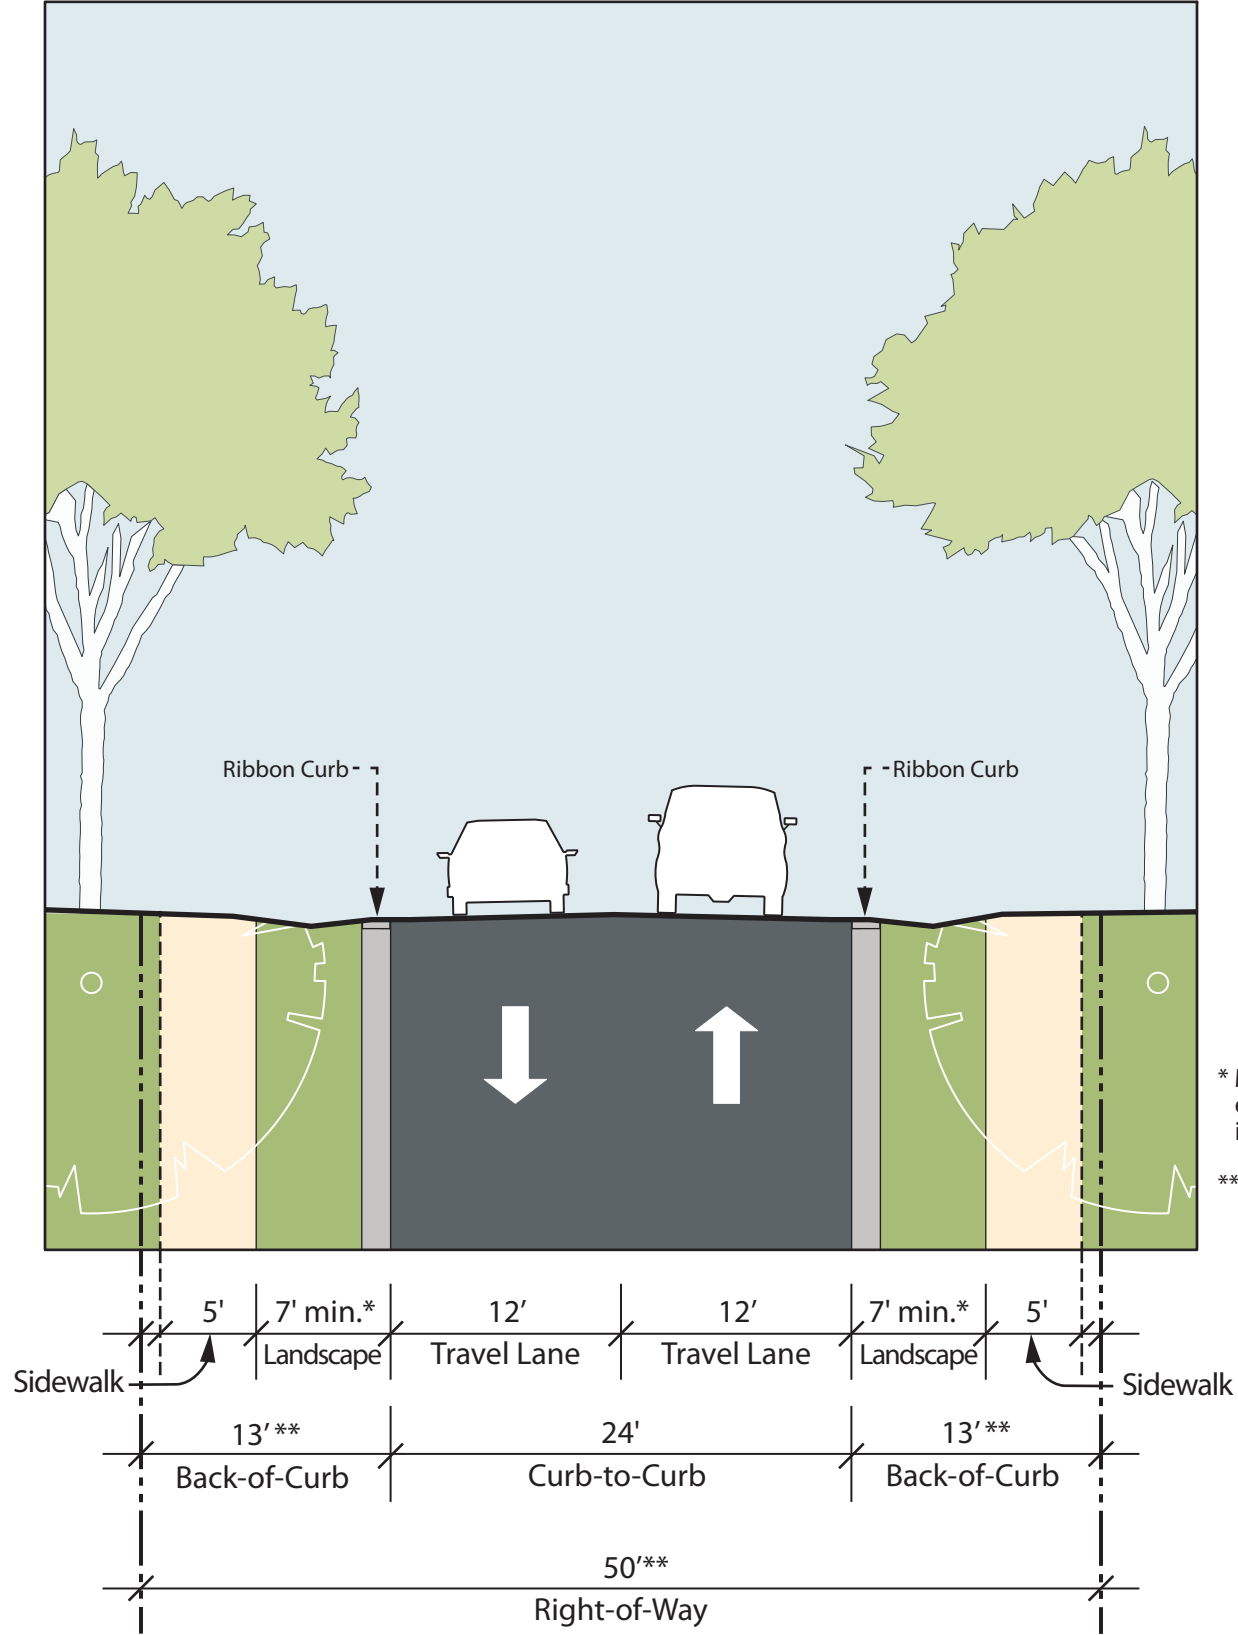 Ribbon Curb
Ribbon Curb
*
**
5'
7' min.*
12’
12’
7' min.*
5'
Landscape
Travel Lane
Travel Lane
Landscape
Sidewalk
Sidewalk
13’ **
24'
13’ **
Back-of-Curb
Curb-to-Curb
Back-of-Curb
50’**
Right-of-Way